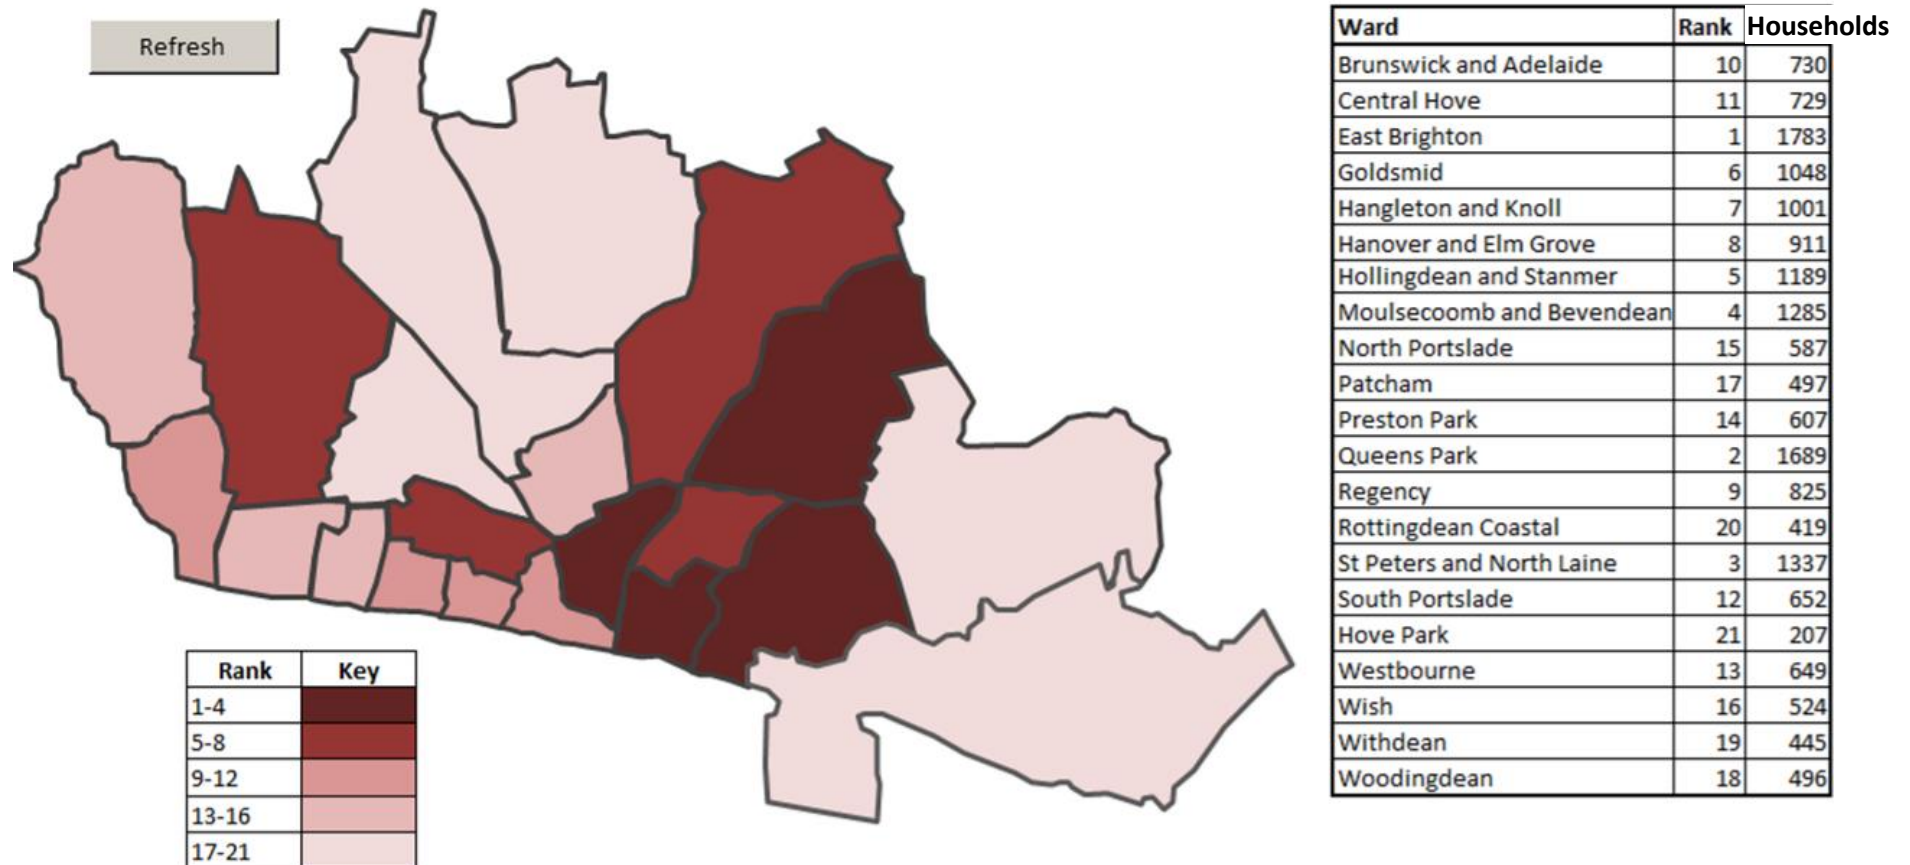 Refresh
Ward Rank Households
Brunswick and Adelaide 10 730
Central Hove 11 729
East Brighton 1 1783
Goldsmid 6 1048
Hangleton and Knoll 7 1001
Hanover and Elm Grove 8 911
Hollingdean and Stanmer 5 1189
Moulsecoomb and Bevendean 4 1285
North Portslade 15 587
Patcham 17 497
Preston Park 14 607
Queens Park 2 1689
Regency 9 825
Rottingdean Coastal 20 419
St Peters and North Laine 3 1337
South Portslade 12 652
Hove Park 21 207
Westbourne 13 649
Wish 16 524
Withdean 19 445
Woodingdean 18 496
Rank Key
1-4
5-8
9-12
13-16
17-21